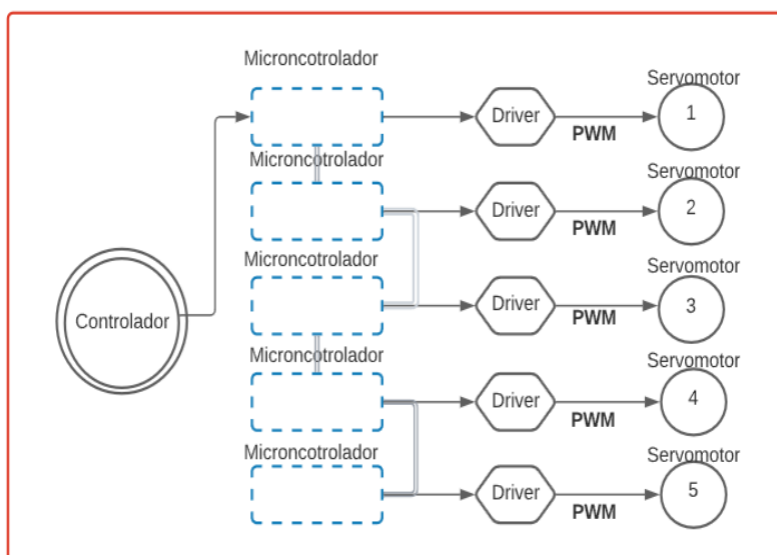 Microncotrolador
Servomotor
Driver
1
PWM
Microncotrolador
Servomotor
Driver
2
PWM
Microncotrolador
Servomotor
Driver
3
PWM
Controlador
Microncotrolador
Servomotor
Driver
4
PWM
Microncotrolador
Servomotor
Driver
5
PWM